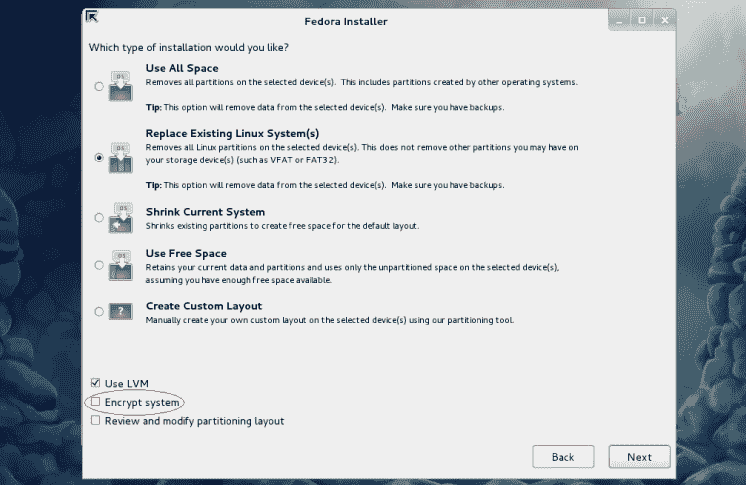 Fedora Installer
Which type of installation would you like?
Use All Space
Removes all partitions on the selected device(s). This includes partitions created by other operating systems.
Tip: This option will remove data from the selected device(s). Make sure you have backups.
Replace Existing Linux System(s)
Removes all Linux partitions on the selected device(s). This does not remove other partitions you may have on
your storage device(s) (such as VFAT or FAT32).
Tip: This option will remove data from the selected device(s). Make sure you have backups.
Shrink Current System
Shrinks existing partitions to create free space for the default layout.
Use Free Space
Retains your current data and partitions and uses only the unpartitioned space on the selected device(s),
assuming you have enough free space available.
Create Custom Layout
Manually create your own custom layout on the selected device(s) using our partitioning tool.
Use LVM
Encrypt system
Review and modify partitioning layout
Back Next